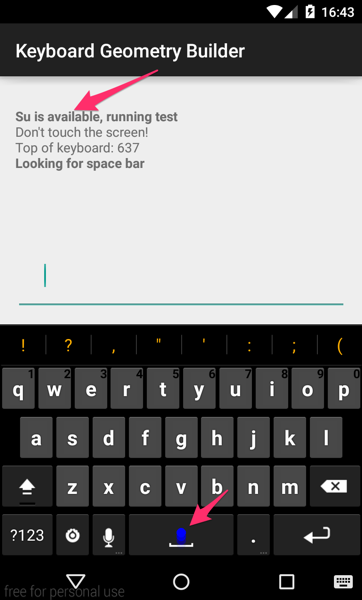 16:43
Keyboard Geometry Builder
Su is available, running test
Don't touch the screen!
Top of keyboard: 637
Looking for space bar
! ? , " ' : ; (
1 2 3 4 5 6 7 8 9 0
q w e r t y u i o p
a s d f g h j k l
z x c v b n m
?123 ... . ...
free for personal use